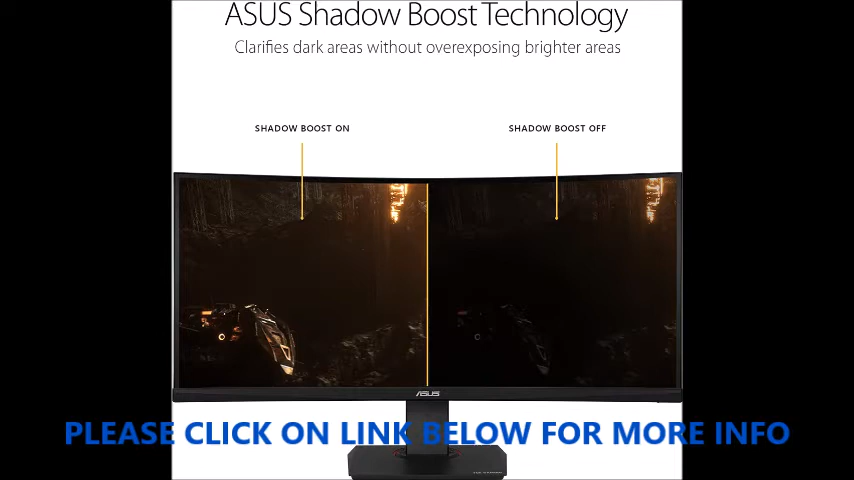 ASUS Shadow Boost Technology
Clarifies dark areas without overexposing brighter areas
SHADOW BOOST ON
SHADOW BOOST OFF
ASUS
PLEASE CLICK ON LINK BELOW FOR MORE INFO